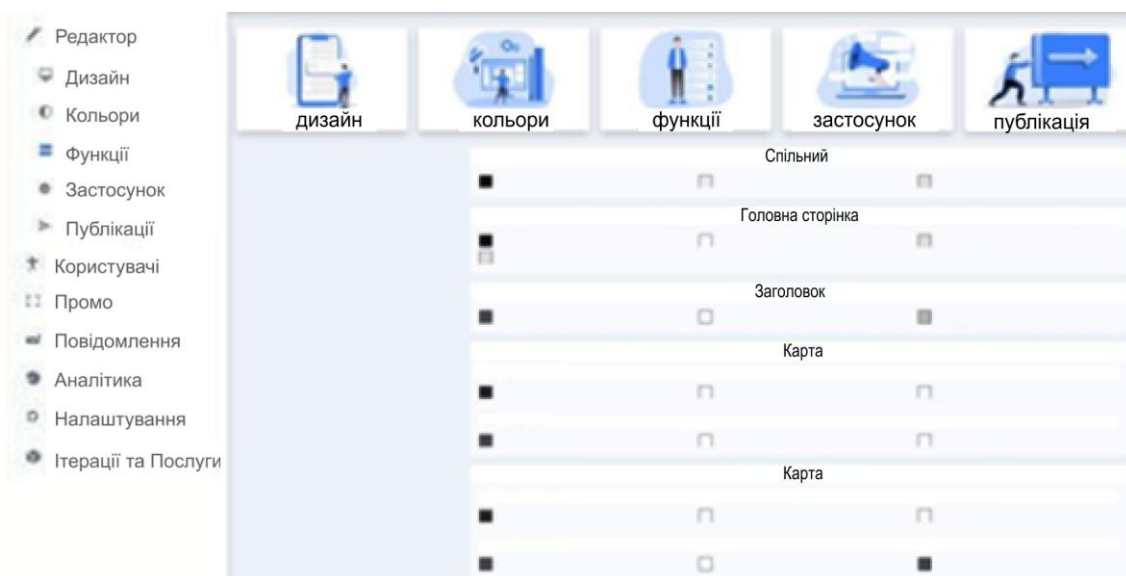 Редактор
Дизайн
Кольори
Функції
Застосунок
Публікації
Користувачі
Промо
Повідомлення
Аналітика
Налаштування
Ітерації та Послуги
дизайн
кольори
функції
застосунок
публікація
Спільний
Головна сторінка
Заголовок
Карта
Карта